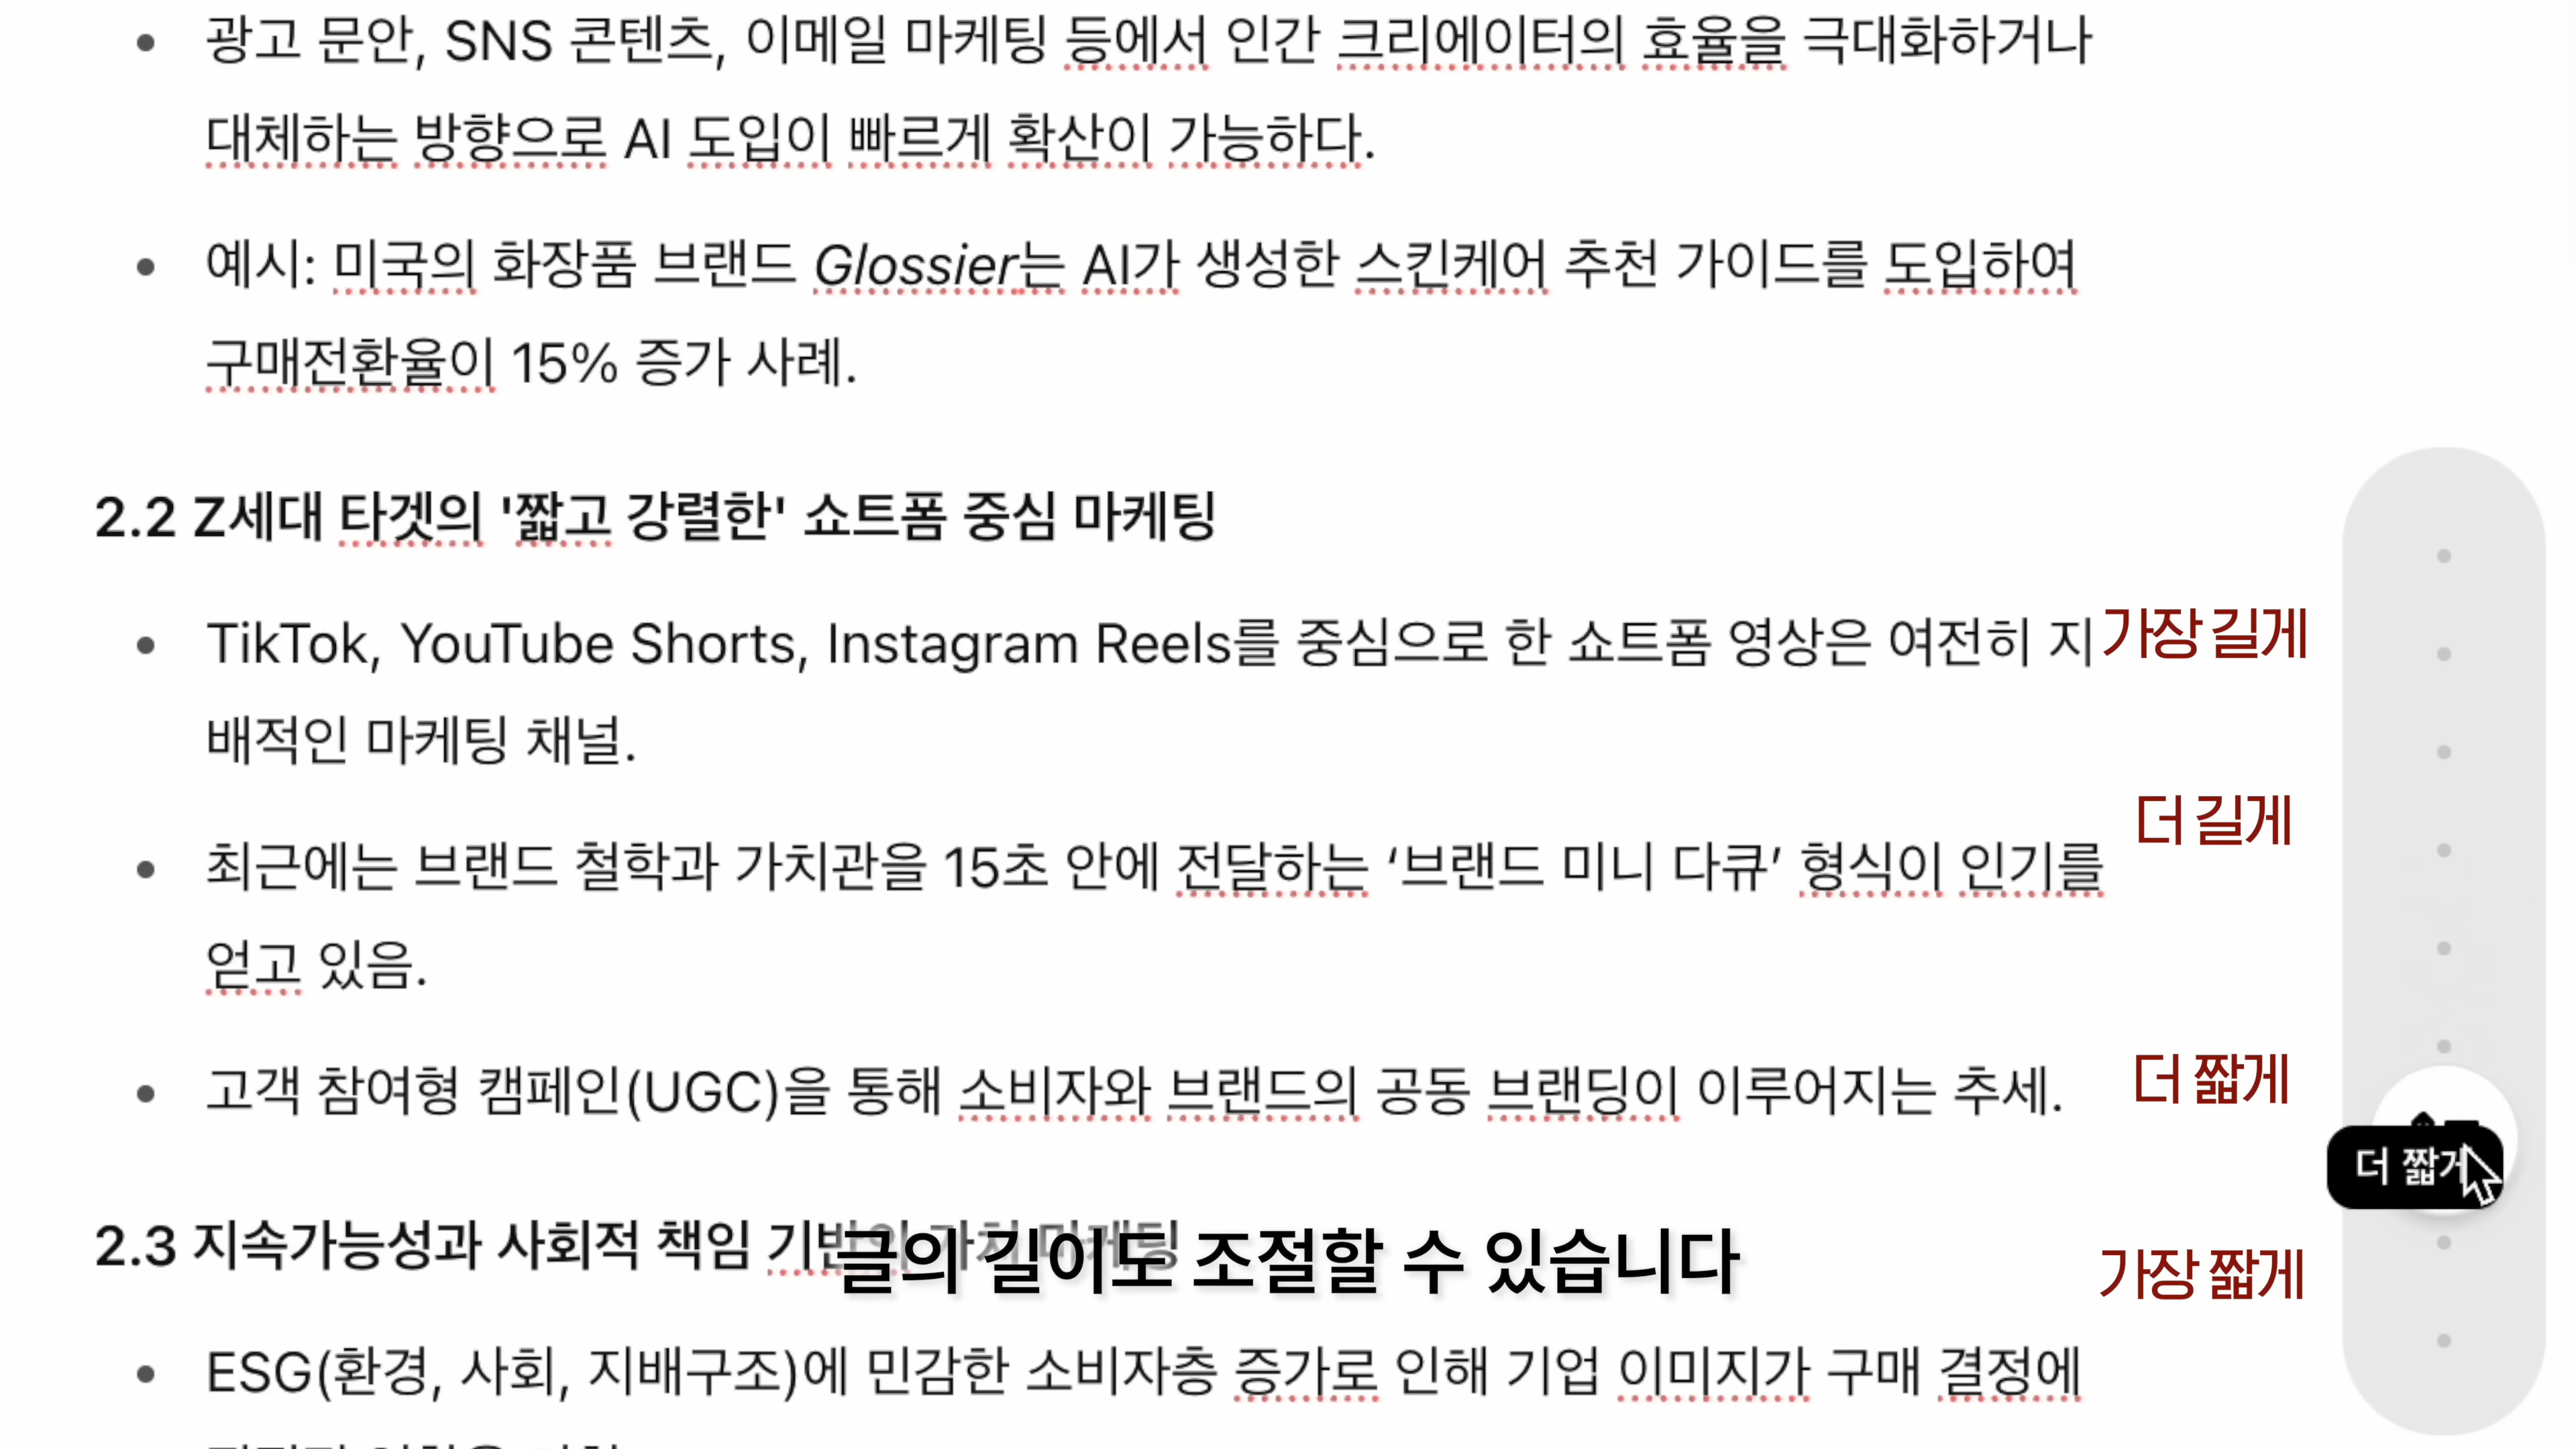 광고 문안, SNS 콘텐츠, 이메일 마케팅 등에서 인간 크리에이터의 효율을 극대화하거나
대체하는 방향으로 AI 도입이 빠르게 확산이 가능하다.
예시: 미국의 화장품 브랜드 Glossier는 AI가 생성한 스킨케어 추천 가이드를 도입하여
구매전환율이 15% 증가 사례.
2.2 Z세대 타겟의 '짧고 강렬한' 쇼트폼 중심 마케팅
TikTok, YouTube Shorts, Instagram Reels를 중심으로 한 쇼트폼 영상은 여전히 지
배적인 마케팅 채널.
가장 길게
더 길게
최근에는 브랜드 철학과 가치관을 15초 안에 전달하는 ‘브랜드 미니 다큐’ 형식이 인기를
얻고 있음.
고객 참여형 캠페인(UGC)을 통해 소비자와 브랜드의 공동 브랜딩이 이루어지는 추세.
더 짧게
더 짧게
2.3 지속가능성과 사회적 책임 기반의 가치 마케팅
글의 길이도 조절할 수 있습니다
가장 짧게
ESG(환경, 사회, 지배구조)에 민감한 소비자층 증가로 인해 기업 이미지가 구매 결정에